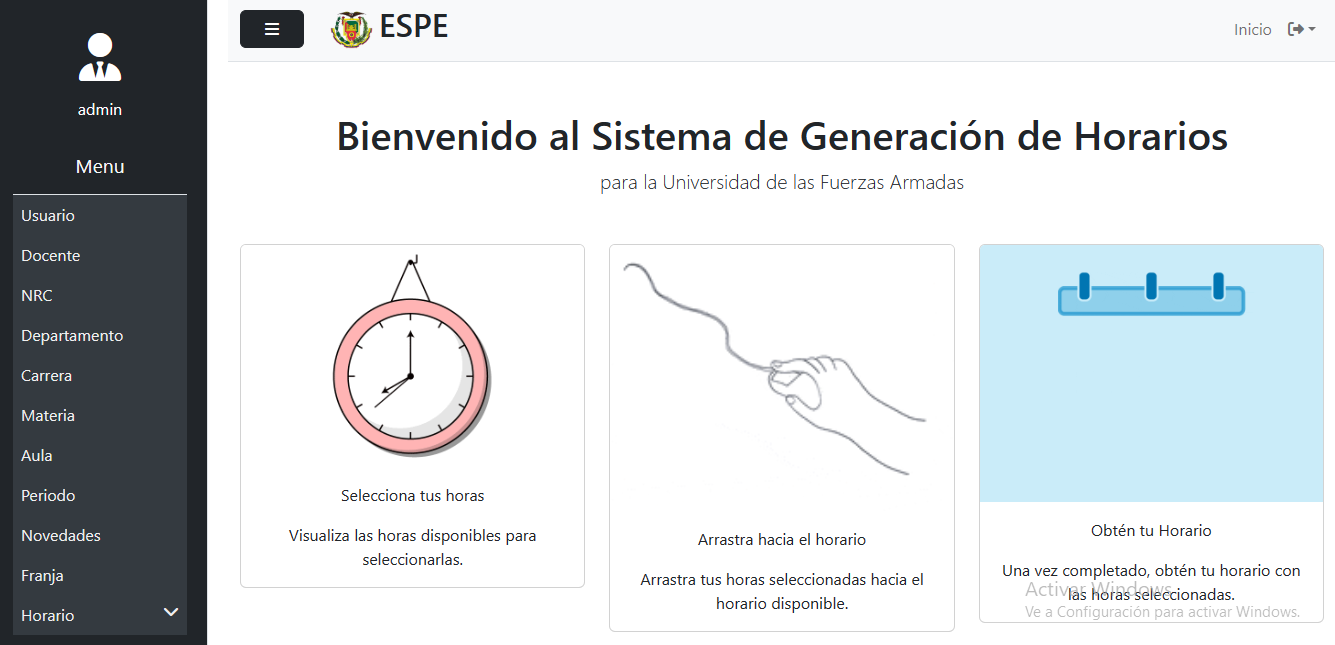 admin
Menu
Usuario
Docente
NRC
Departamento
Carrera
Materia
Aula
Periodo
Novedades
Franja
Horario
ESPE
Inicio
Bienvenido al Sistema de Generación de Horarios
para la Universidad de las Fuerzas Armadas
Selecciona tus horas
Visualiza las horas disponibles para
seleccionarlas.
Arrastra hacia el horario
Arrastra tus horas seleccionadas hacia el
horario disponible.
Obtén tu Horario
Una vez completado, obtén tu horario con
las horas seleccionadas.
Activar Windows
Ve a Configuración para activar Windows.